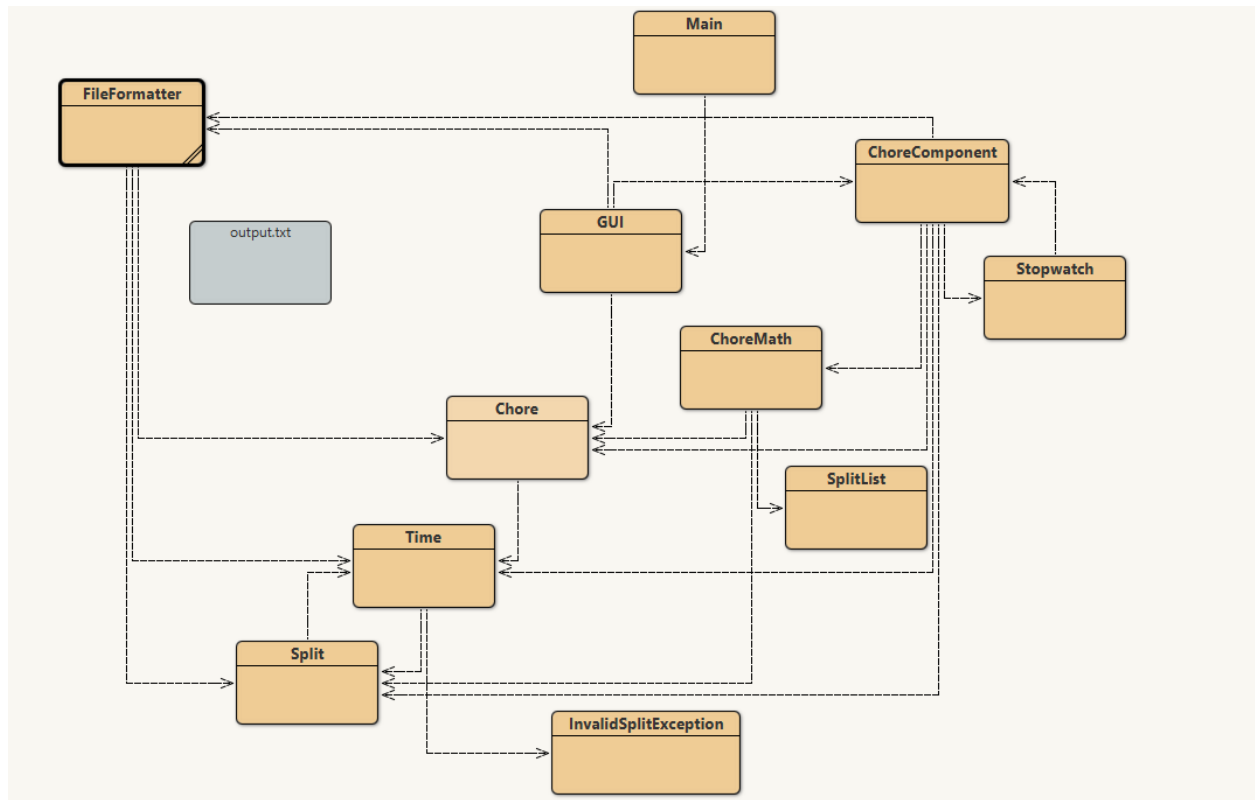 Main
FileFormatter
ChoreComponent
GUI
output.txt
Stopwatch
ChoreMath
Chore
SplitList
Time
Split
InvalidSplitException